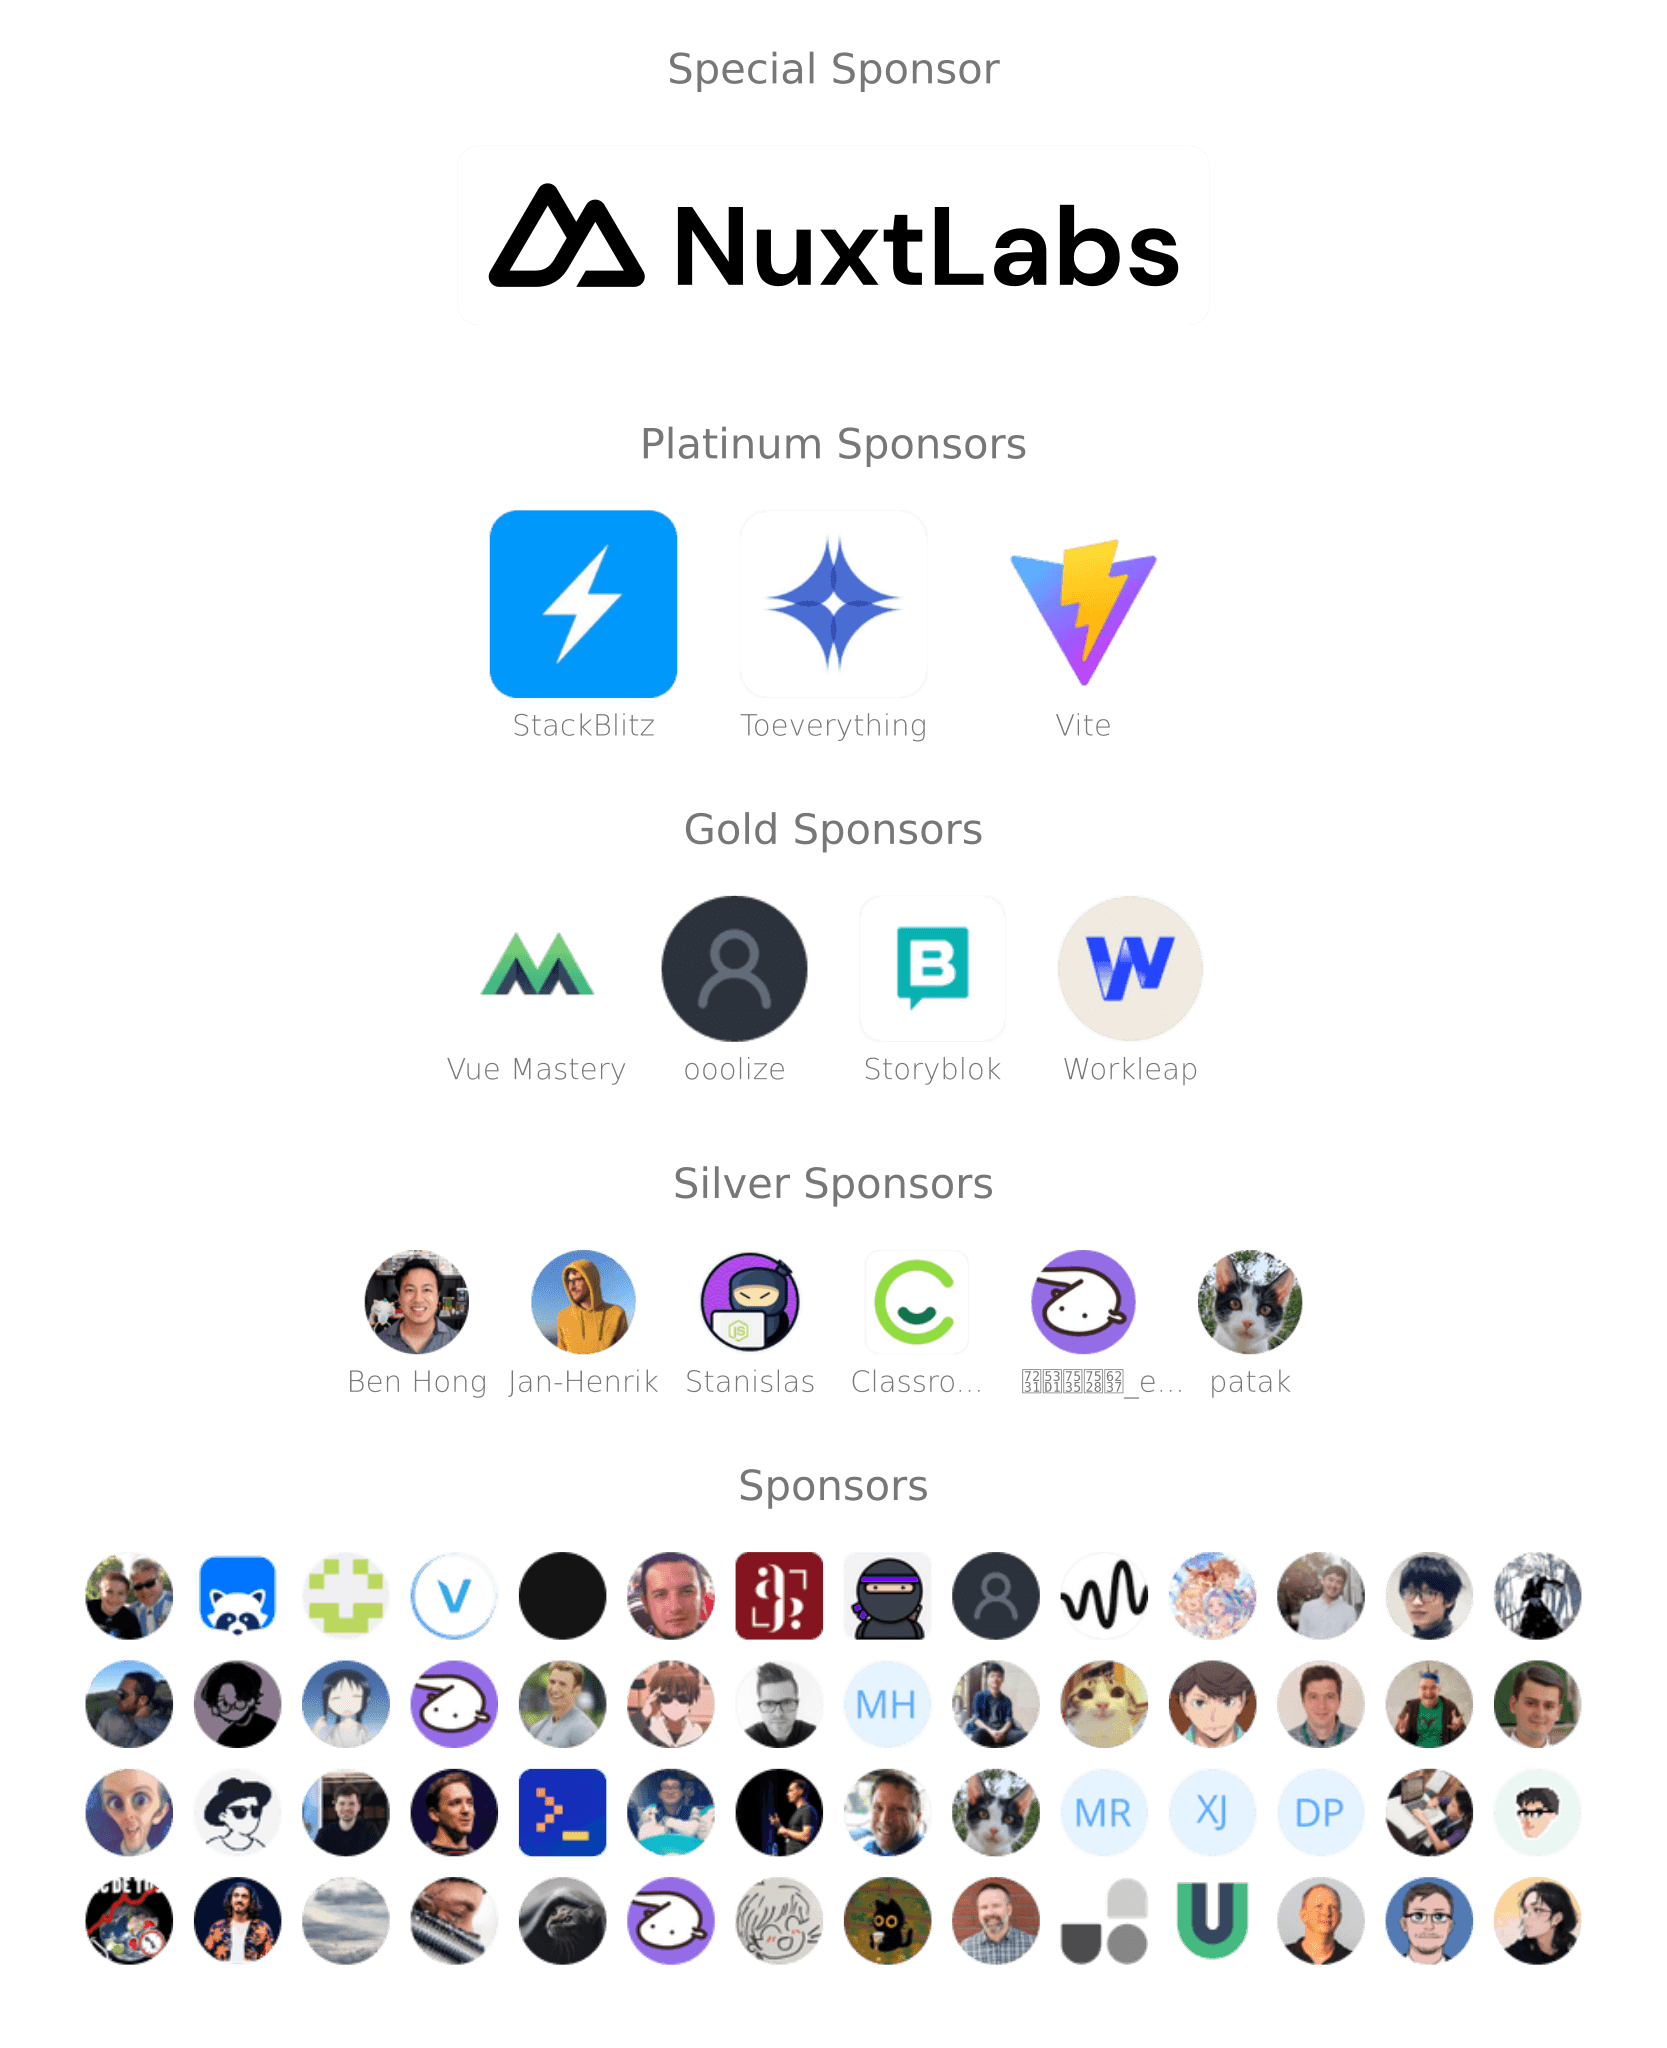 Special Sponsor
NuxtLabs
Platinum Sponsors
StackBlitz Toeverything Vite
Gold Sponsors
B W
Vue Mastery ooolize Storyblok Workleap
Silver Sponsors
JS
Ben Hong Jan-Henrik Stanislas Classro... _e... patak
Sponsors
V
MH
MR XJ DP
U